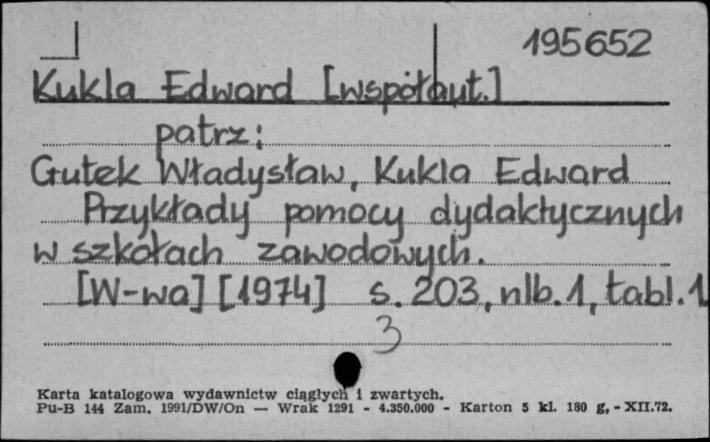 195652
Kukla Edward [współaut.]
patrz:
Gutek Władysław, Kukla Edward
Przykłady pomocy dydaktycznych
w szkołach zawodowych.
[W-wa] [1974] s. 203, nlb. 1, tabl. 1
3
Karta katalogowa wydawnictw ciągłych i zwartych.
Pu-B 144 Zam. 1991/DW/On — Wrak 1291 - 4.350.000 - Karton 5 kl. 180 g, - XII.72.